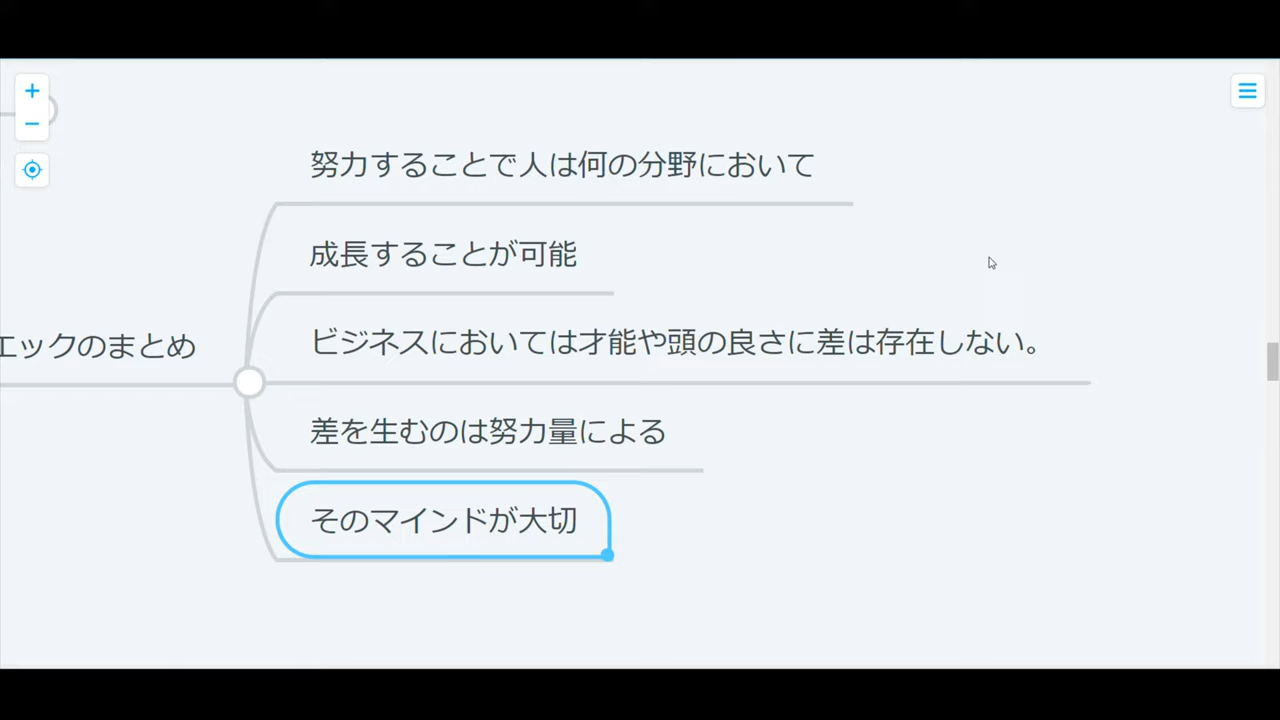 努力することで人は何の分野において
成長することが可能
ビジネスにおいては才能や頭の良さに差は存在しない。
エックのまとめ
差を生むのは努力量による
そのマインドが大切